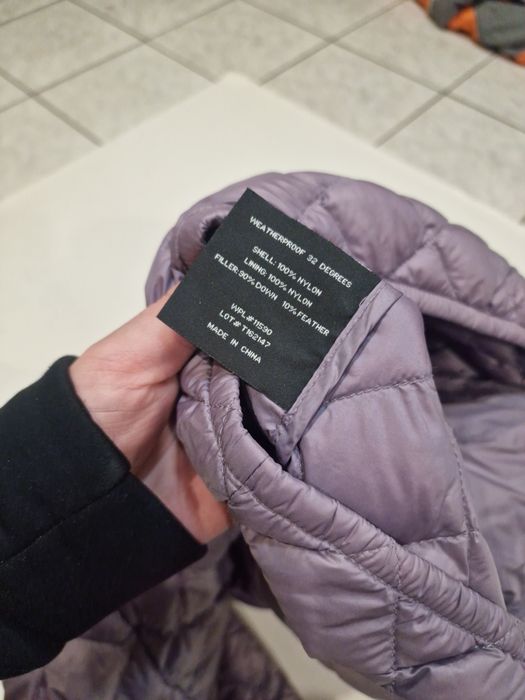 WEATHERPROOF 32 DEGREES
SHELL: 100% NYLON
LINING: 100% NYLON
FILLER: 90% DOWN 10% FEATHER
WPL# 11590
LOT# T162147
MADE IN CHINA